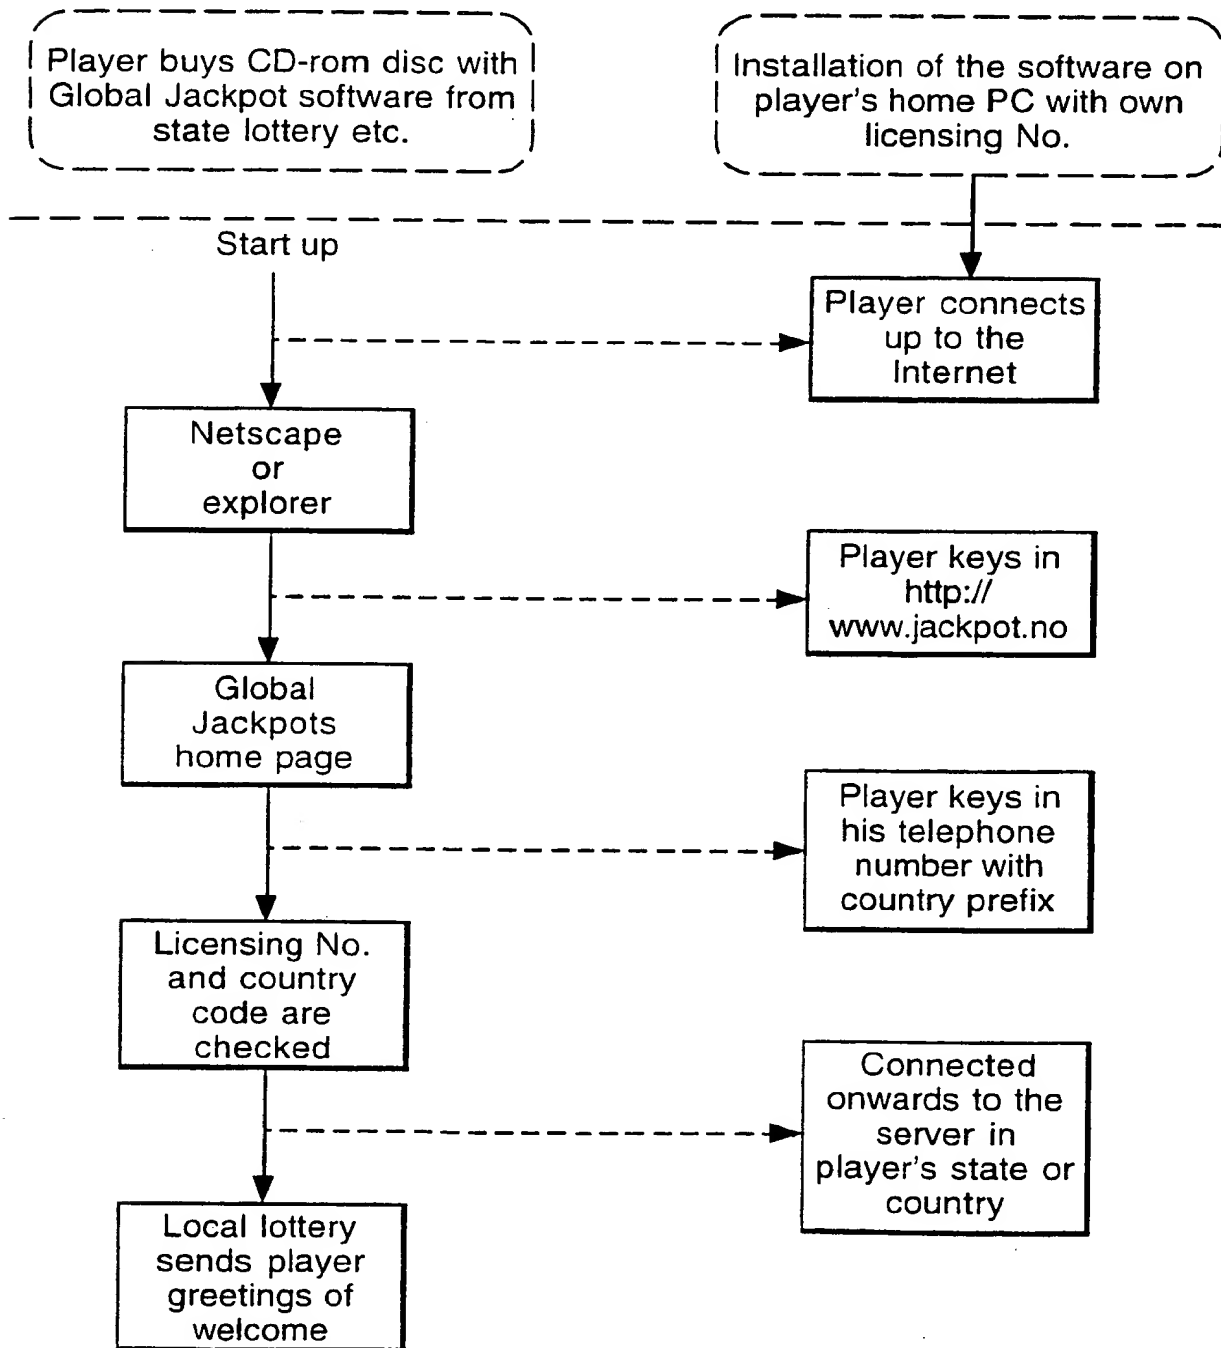 Player buys CD-rom disc with
Global Jackpot software from
state lottery etc.
Installation of the software on
player's home PC with own
licensing No.
Start up
Player connects
up to the
Internet
Netscape
or
explorer
Player keys in
http://
www.jackpot.no
Global
Jackpots
home page
Player keys in
his telephone
number with
country prefix
Licensing No.
and country
code are
checked
Connected
onwards to the
server in
player's state or
country
Local lottery
sends player
greetings of
welcome